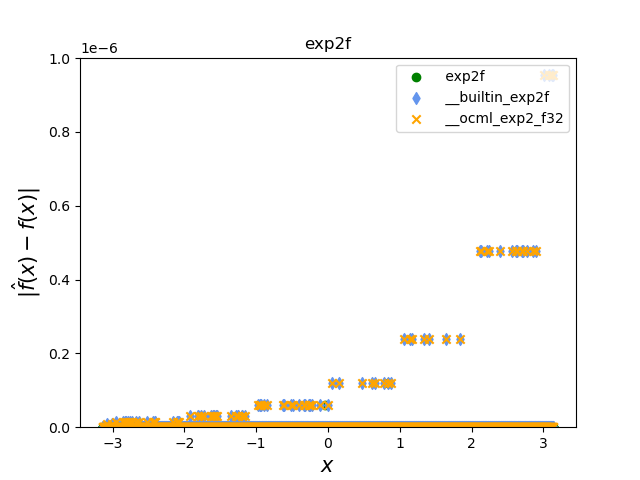 exp2f
1e−6
1.0
0.8
0.6
0.4
0.2
0.0
|f̂(x) − f(x)|
exp2f
__builtin_exp2f
__ocml_exp2_f32
−3 −2 −1 0 1 2 3
x